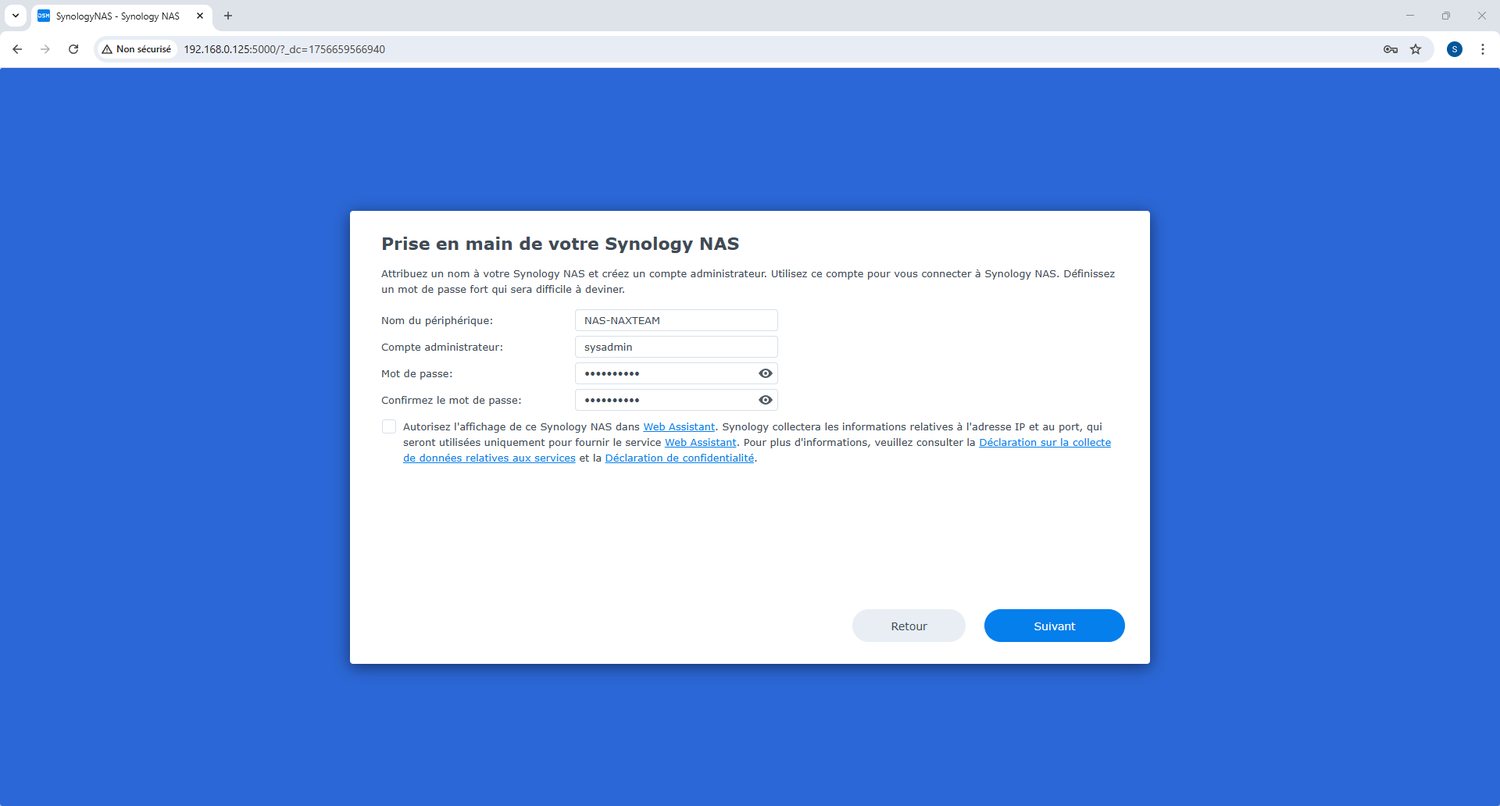 DSM
SynologyNAS - Synology NAS
Non sécurisé
192.168.0.125:5000/?_dc=1756659566940
S
Prise en main de votre Synology NAS
Attribuez un nom à votre Synology NAS et créez un compte administrateur. Utilisez ce compte pour vous connecter à Synology NAS. Définissez
un mot de passe fort qui sera difficile à deviner.
Nom du périphérique: NAS-NAXTEAM
Compte administrateur: sysadmin
Mot de passe: ••••••••••
Confirmez le mot de passe: ••••••••••
Autorisez l'affichage de ce Synology NAS dans Web Assistant. Synology collectera les informations relatives à l'adresse IP et au port, qui
seront utilisées uniquement pour fournir le service Web Assistant. Pour plus d'informations, veuillez consulter la Déclaration sur la collecte
de données relatives aux services et la Déclaration de confidentialité.
Retour
Suivant